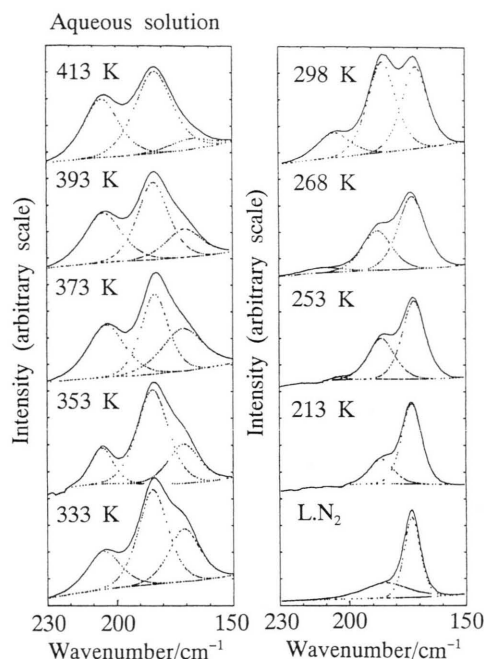 Aqueous solution
413 K
393 K
373 K
353 K
333 K
Intensity (arbitrary scale)
230 200 150
Wavenumber/cm⁻¹
298 K
268 K
253 K
213 K
L.N₂
Intensity (arbitrary scale)
230 200 150
Wavenumber/cm⁻¹